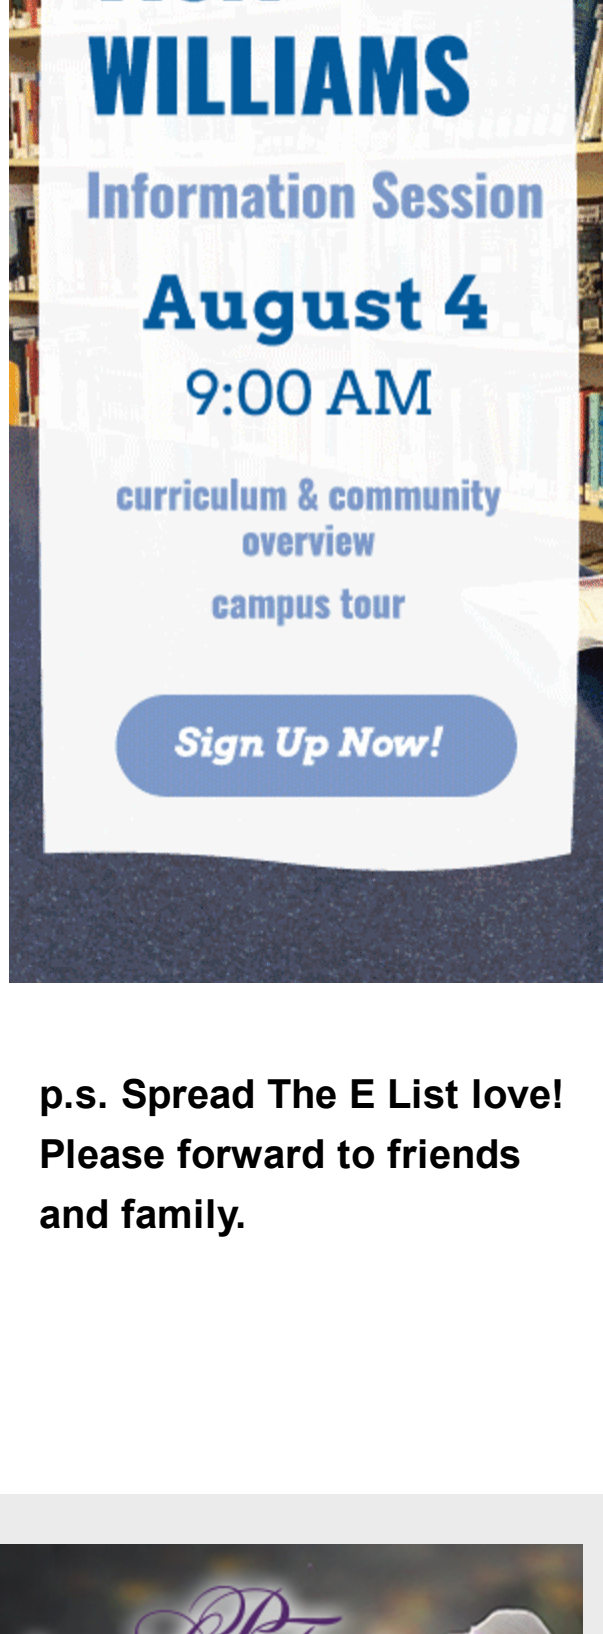 WILLIAMS
Information Session
August 4
9:00 AM
curriculum & community
overview
campus tour
Sign Up Now!
p.s. Spread The E List love!
Please forward to friends
and family.